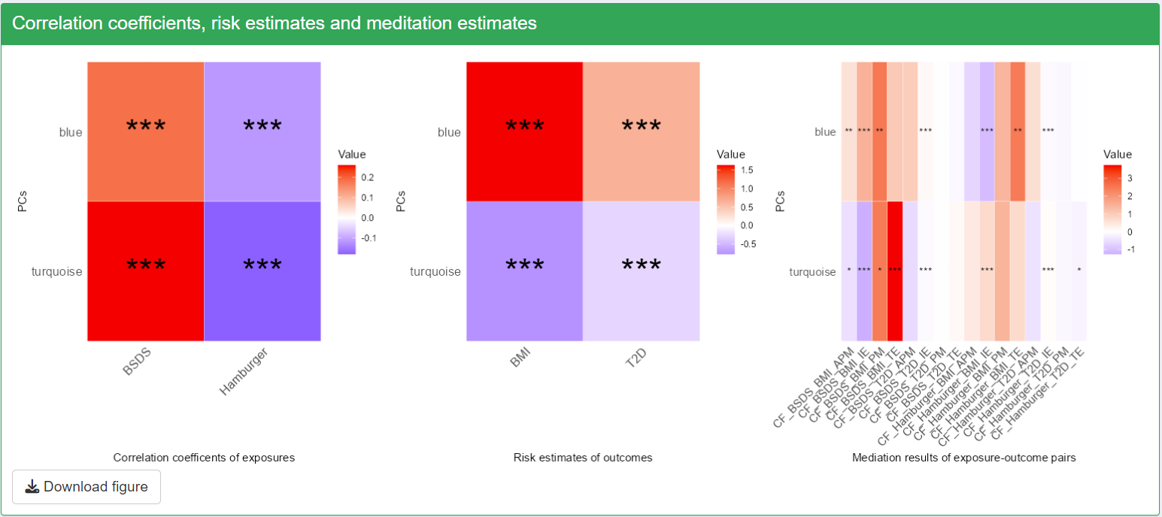 Correlation coefficients, risk estimates and meditation estimates
PCs
blue
turquoise
***
***
***
***
BSDS
Hamburger
Value
0.2
0.1
0.0
-0.1
Correlation coefficents of exposures
PCs
blue
turquoise
***
***
***
***
BMI
T2D
Value
1.5
1.0
0.5
0.0
-0.5
Risk estimates of outcomes
PCs
blue
turquoise
** *** ** *** *** ** ***
* *** * *** *** *** *** *
CF_BSDS_BMI_APM
CF_BSDS_BMI_IE
CF_BSDS_BMI_PM
CF_BSDS_BMI_TE
CF_BSDS_T2D_APM
CF_BSDS_T2D_IE
CF_BSDS_T2D_PM
CF_BSDS_T2D_TE
CF_Hamburger_BMI_APM
CF_Hamburger_BMI_IE
CF_Hamburger_BMI_PM
CF_Hamburger_BMI_TE
CF_Hamburger_T2D_APM
CF_Hamburger_T2D_IE
CF_Hamburger_T2D_PM
CF_Hamburger_T2D_TE
Value
3
2
1
0
-1
Mediation results of exposure-outcome pairs
Download figure